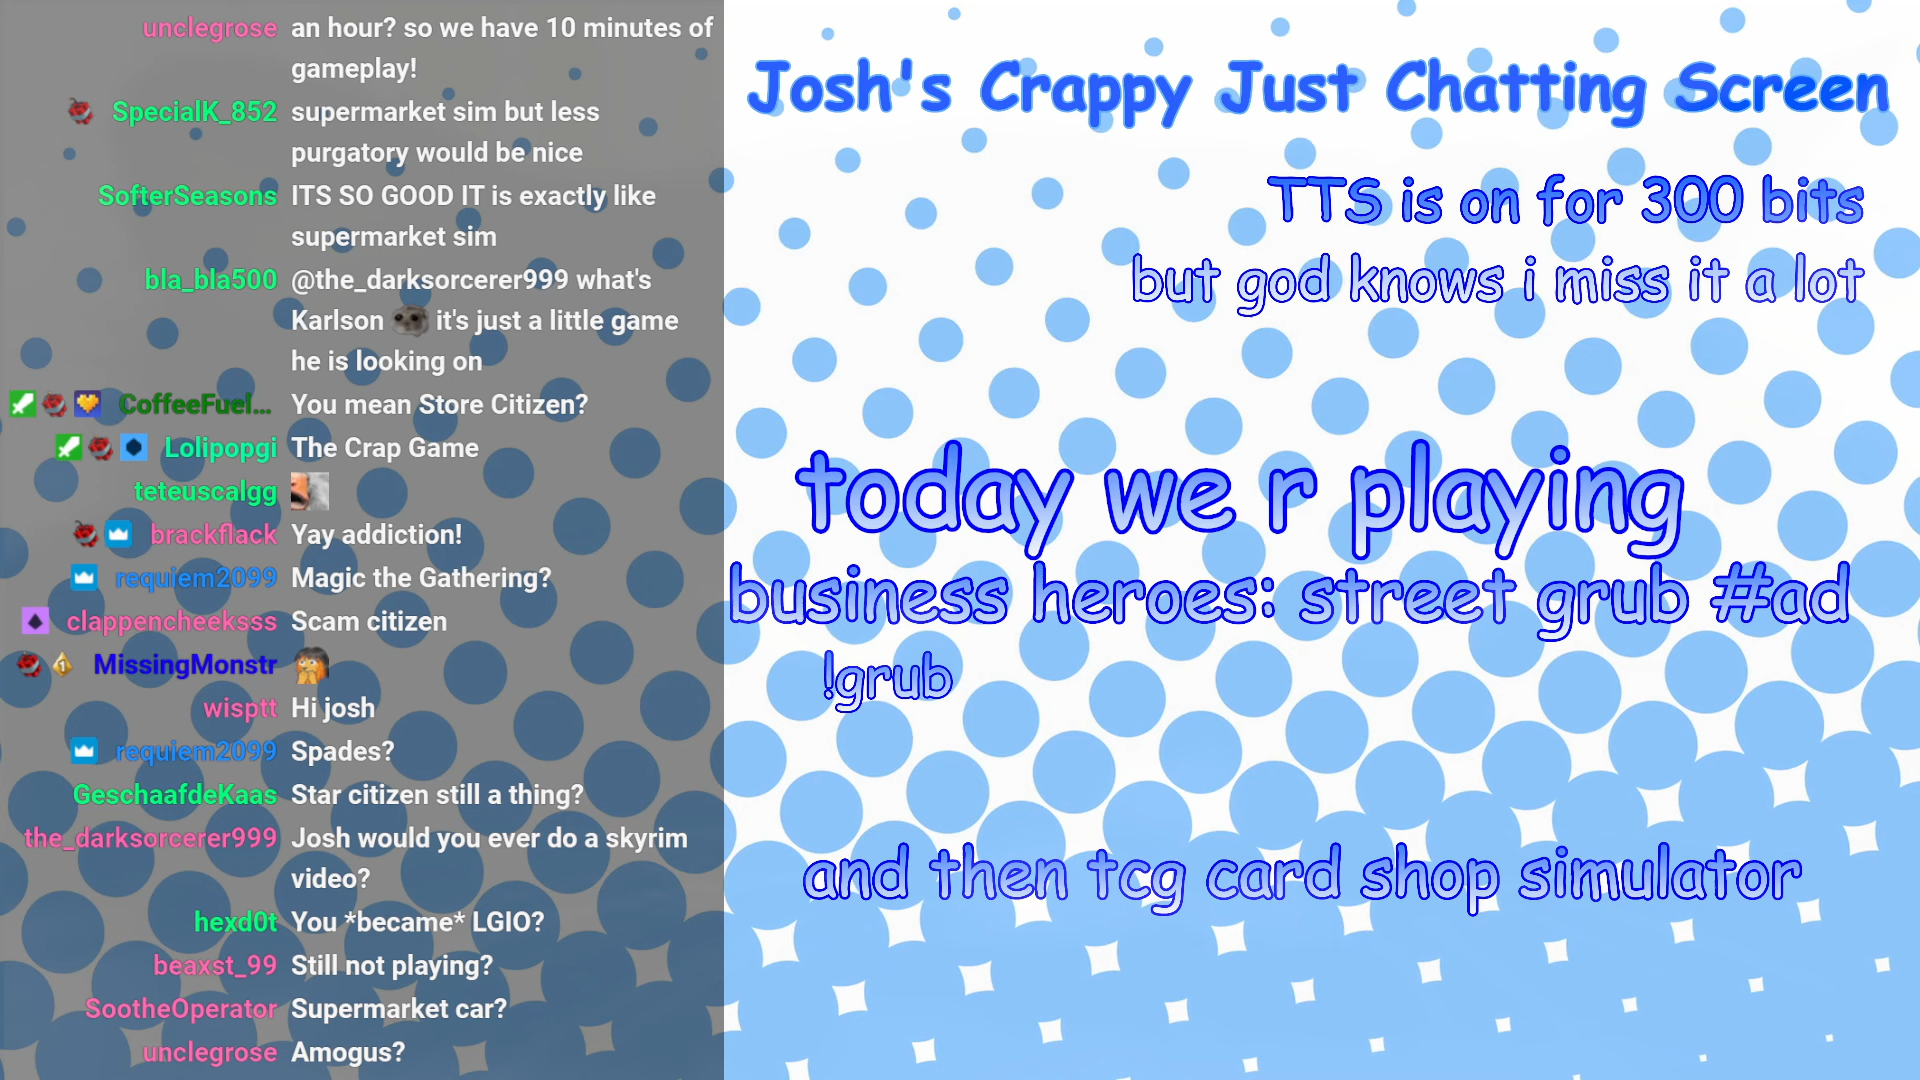 unclegrose an hour? so we have 10 minutes of
gameplay!
SpecialK_852 supermarket sim but less
purgatory would be nice
SofterSeasons ITS SO GOOD IT is exactly like
supermarket sim
bla_bla500 @the_darksorcerer999 what's
Karlson it's just a little game
he is looking on
CoffeeFuel... You mean Store Citizen?
Lolipopgi The Crap Game
teteuscalgg
brackflack Yay addiction!
requiem2099 Magic the Gathering?
clappencheeksss Scam citizen
MissingMonstr
wisptt Hi josh
requiem2099 Spades?
GeschaafdeKaas Star citizen still a thing?
the_darksorcerer999 Josh would you ever do a skyrim
video?
hexd0t You *became* LGIO?
beaxst_99 Still not playing?
SootheOperator Supermarket car?
unclegrose Amogus?
Josh's Crappy Just Chatting Screen
TTS is on for 300 bits
but god knows i miss it a lot
today we r playing
business heroes: street grub #ad
!grub
and then tcg card shop simulator